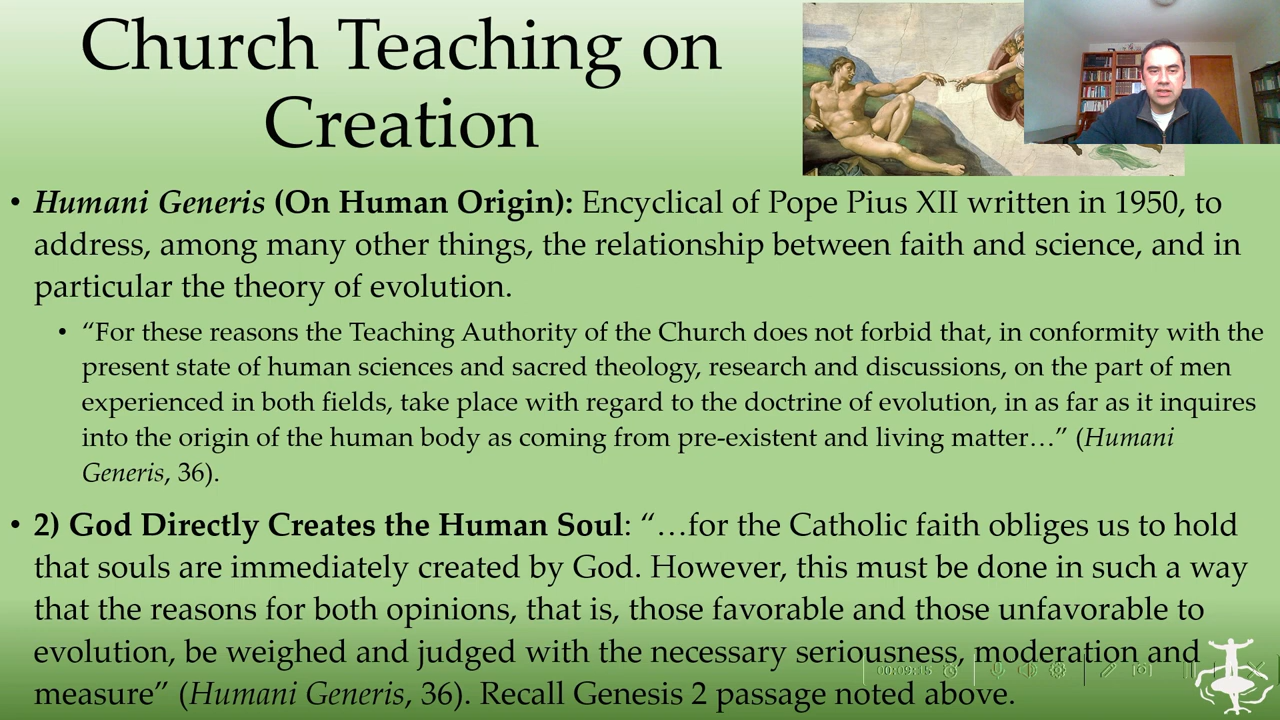 Church Teaching on
Creation
• Humani Generis (On Human Origin): Encyclical of Pope Pius XII written in 1950, to
address, among many other things, the relationship between faith and science, and in
particular the theory of evolution.
• “For these reasons the Teaching Authority of the Church does not forbid that, in conformity with the
present state of human sciences and sacred theology, research and discussions, on the part of men
experienced in both fields, take place with regard to the doctrine of evolution, in as far as it inquires
into the origin of the human body as coming from pre-existent and living matter…” (Humani
Generis, 36).
• 2) God Directly Creates the Human Soul: “…for the Catholic faith obliges us to hold
that souls are immediately created by God. However, this must be done in such a way
that the reasons for both opinions, that is, those favorable and those unfavorable to
evolution, be weighed and judged with the necessary seriousness, moderation and
measure” (Humani Generis, 36). Recall Genesis 2 passage noted above.